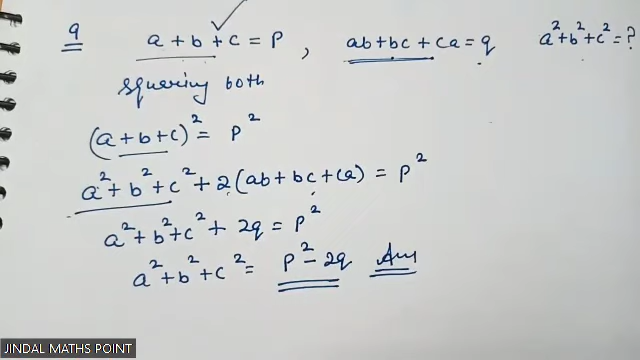 9 a + b + c = p , ab + bc + ca = q a² + b² + c² = ?
squering both
(a + b + c)² = p²
a² + b² + c² + 2(ab + bc + ca) = p²
a² + b² + c² + 2q = p²
a² + b² + c² = p² - 2q Ans
JINDAL MATHS POINT